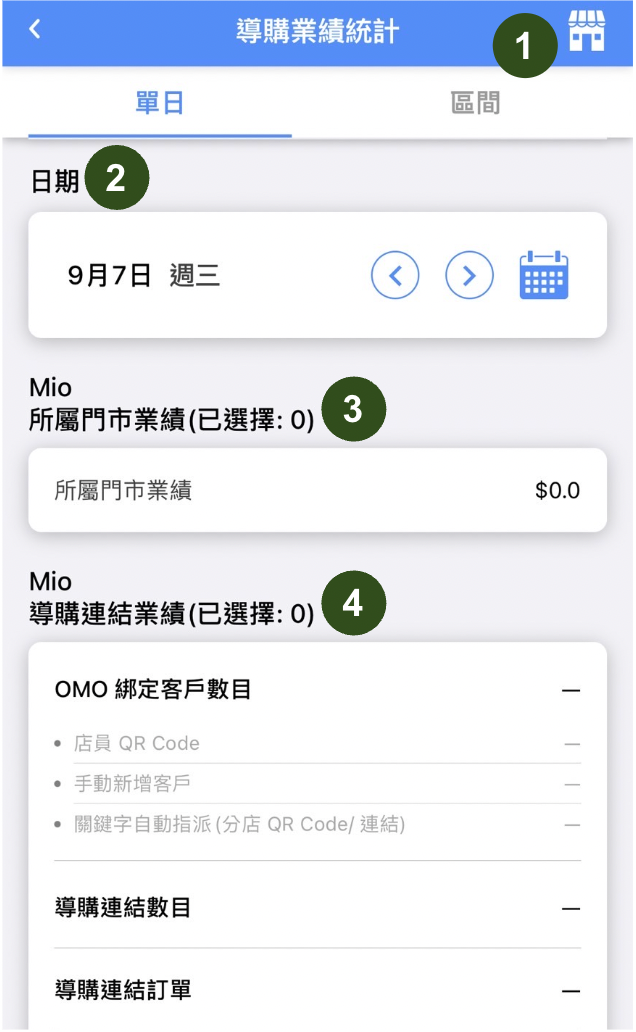 導購業績統計
1
單日
區間
日期
2
9月7日 週三
Mio
所屬門市業績(已選擇: 0)
3
所屬門市業績
$0.0
Mio
導購連結業績(已選擇: 0)
4
OMO 綁定客戶數目 —
• 店員 QR Code —
• 手動新增客戶 —
• 關鍵字自動指派(分店 QR Code/ 連結) —
導購連結數目 —
導購連結訂單 —